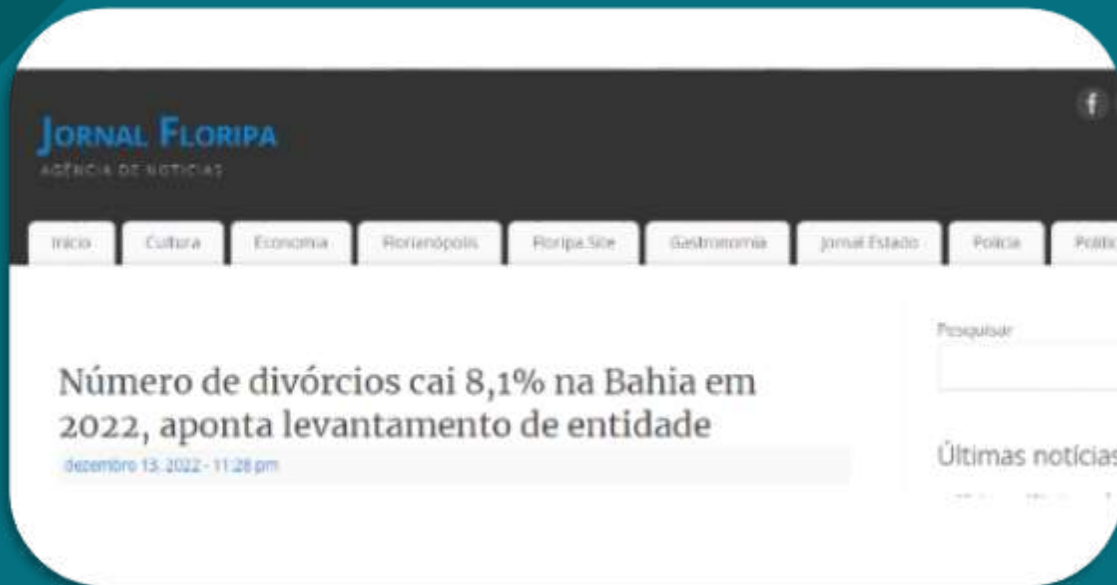 f
JORNAL FLORIPA
AGÊNCIA DE NOTICIAS
Início Cultura Economia Florianópolis Floripa.Site Gastronomia Jornal Estado Polícia
Pesquisar
Número de divórcios cai 8,1% na Bahia em
2022, aponta levantamento de entidade
dezembro 13, 2022 - 11:28 pm
Últimas notícias